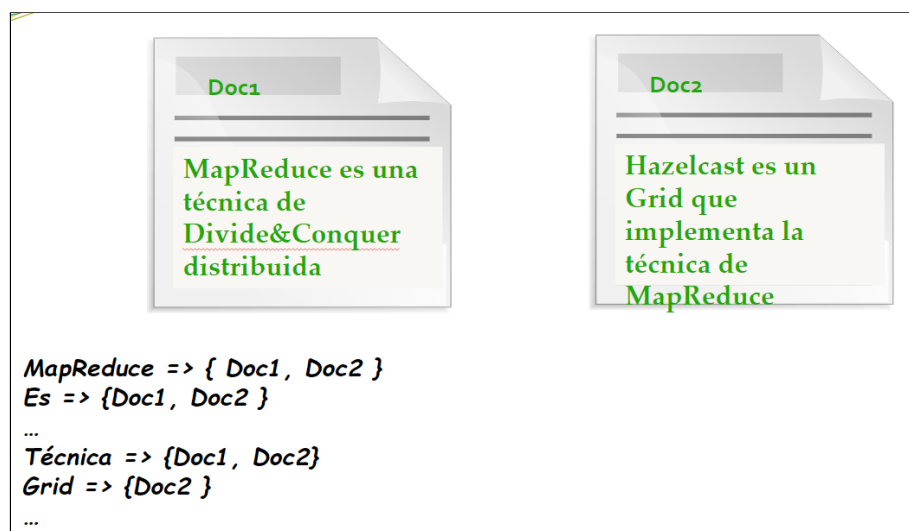 Doc1
MapReduce es una
técnica de
Divide&Conquer
distribuida
Doc2
Hazelcast es un
Grid que
implementa la
técnica de
MapReduce
MapReduce => { Doc1, Doc2 }
Es => {Doc1, Doc2 }
…
Técnica => {Doc1, Doc2}
Grid => {Doc2 }
…